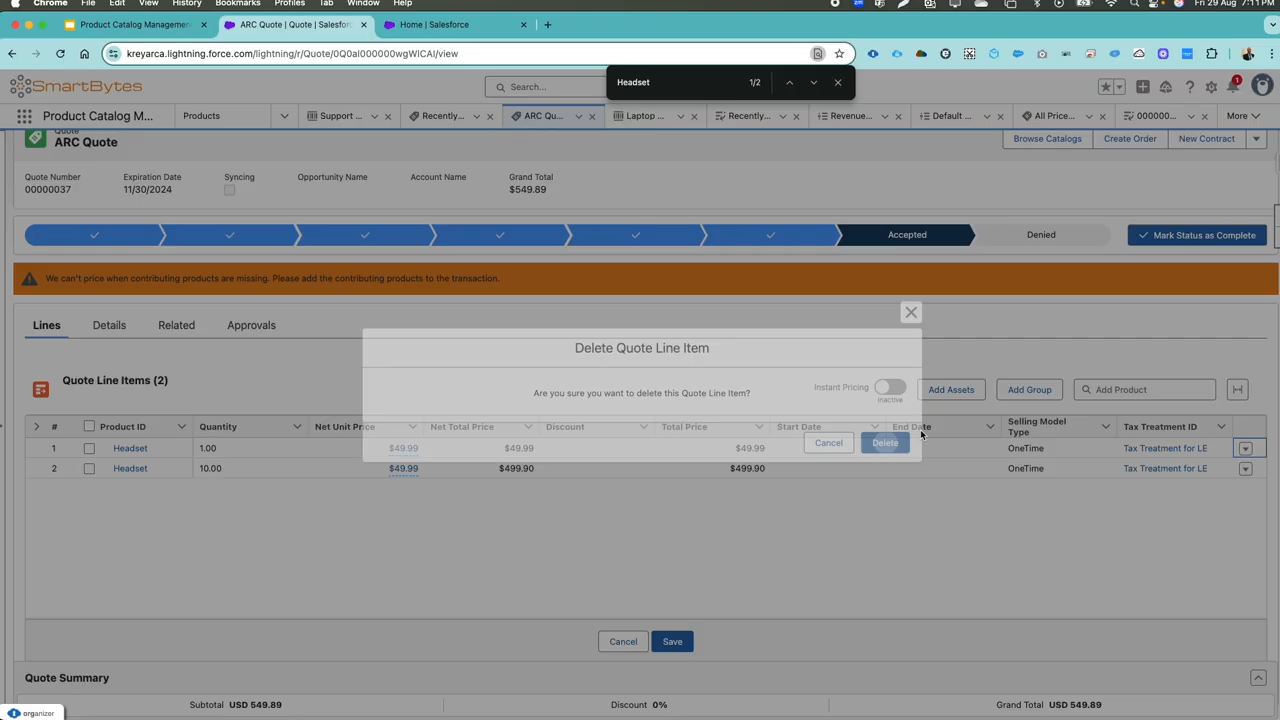 Chrome File Edit View History Bookmarks Profiles Tab Window Help Fri 29 Aug 7:11 PM
Product Catalog Managemen ARC Quote | Quote | Salesfor Home | Salesforce
kreyarca.lightning.force.com/lightning/r/Quote/0Q0al000000wgWICAI/view
Headset 1/2
SmartBytes Search... 1
Product Catalog M... Products Support ... Recently... ARC Qu... Laptop ... Recently... Revenue... Default ... All Price... 000000... More
Quote
ARC Quote
Browse Catalogs Create Order New Contract
Quote Number Expiration Date Syncing Opportunity Name Account Name Grand Total
00000037 11/30/2024 $549.89
Accepted Denied Mark Status as Complete
We can't price when contributing products are missing. Please add the contributing products to the transaction.
Lines Details Related Approvals
Delete Quote Line Item
Are you sure you want to delete this Quote Line Item?
Cancel Delete
Quote Line Items (2) Instant Pricing Inactive Add Assets Add Group Add Product
# Product ID Quantity Net Unit Price Net Total Price Discount Total Price Start Date End Date Selling Model Type Tax Treatment ID
1 Headset 1.00 $49.99 $49.99 $49.99 OneTime Tax Treatment for LE
2 Headset 10.00 $49.99 $499.90 $499.90 OneTime Tax Treatment for LE
Cancel Save
Quote Summary
Subtotal USD 549.89 Discount 0% Grand Total USD 549.89
organizer